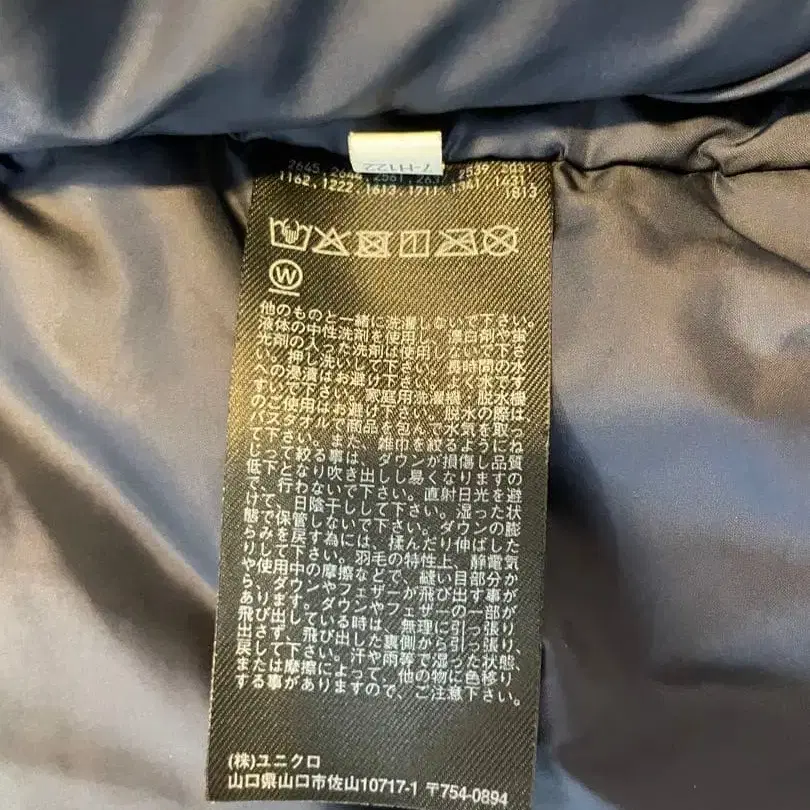 7-H122
2645, 2539, 2631
1162, 1222, 1613, 1911, 1341, 1431
1813
W
他のものと一緒に洗濯しないで下さい。
液体の中性洗剤を使用し、漂白剤や蛍
光剤の入った洗剤は使用しないで下さ
い。押し洗いして下さい。長時間の水
への浸漬はお避け下さい。よく水です
すいで下さい。家庭用洗濯機、脱水機
のご使用はお避け下さい。脱水の際は
バスタオルで商品を包んで水気を取っ
て下さい。また、雑巾を絞るようにね
じって絞る事は、ダウンが損傷し品質
低下となり吹き出しし易くなりますの
で、行わないで下さい。直射日光を避
けて、日陰干しして下さい。湿った状
態で保管しないで下さい。ダウンの膨
らみを戻す為には、揉んだり伸ばした
りして下さい。羽毛の特性上、静電気
や使用中の摩擦などで、縫い目部分か
ら、ダウンやフェザーが飛び出す事が
あります。ダウンやフェザーの一部が
飛び出している時は、無理に引っ張り
出さず、飛び出した裏側から引っ張り、
戻して下さい。汗や雨等で湿った状態、
または摩擦によって、他の物に色移り
する事がありますので、ご注意下さい。
(株)ユニクロ
山口県山口市佐山10717-1 〒754-0894